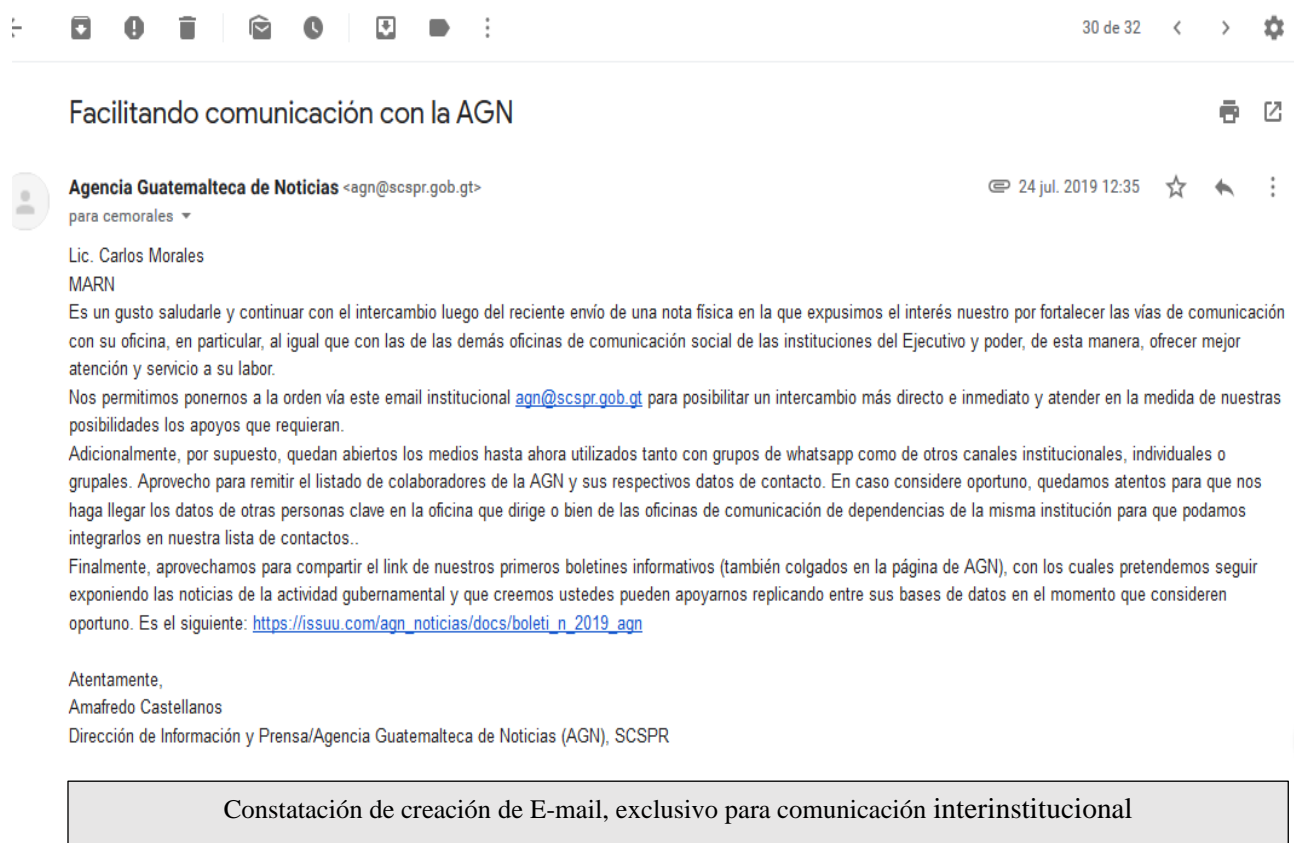 30 de 32
Facilitando comunicación con la AGN
Agencia Guatemalteca de Noticias <agn@scspr.gob.gt>
24 jul. 2019 12:35
para cemorales
Lic. Carlos Morales
MARN
Es un gusto saludarle y continuar con el intercambio luego del reciente envío de una nota física en la que expusimos el interés nuestro por fortalecer las vías de comunicación
con su oficina, en particular, al igual que con las de las demás oficinas de comunicación social de las instituciones del Ejecutivo y poder, de esta manera, ofrecer mejor
atención y servicio a su labor.
Nos permitimos ponernos a la orden vía este email institucional agn@scspr.gob.gt para posibilitar un intercambio más directo e inmediato y atender en la medida de nuestras
posibilidades los apoyos que requieran.
Adicionalmente, por supuesto, quedan abiertos los medios hasta ahora utilizados tanto con grupos de whatsapp como de otros canales institucionales, individuales o
grupales. Aprovecho para remitir el listado de colaboradores de la AGN y sus respectivos datos de contacto. En caso considere oportuno, quedamos atentos para que nos
haga llegar los datos de otras personas clave en la oficina que dirige o bien de las oficinas de comunicación de dependencias de la misma institución para que podamos
integrarlos en nuestra lista de contactos..
Finalmente, aprovechamos para compartir el link de nuestros primeros boletines informativos (también colgados en la página de AGN), con los cuales pretendemos seguir
exponiendo las noticias de la actividad gubernamental y que creemos ustedes pueden apoyarnos replicando entre sus bases de datos en el momento que consideren
oportuno. Es el siguiente: https://issuu.com/agn_noticias/docs/boleti_n_2019_agn
Atentamente,
Amafredo Castellanos
Dirección de Información y Prensa/Agencia Guatemalteca de Noticias (AGN), SCSPR
Constatación de creación de E-mail, exclusivo para comunicación interinstitucional